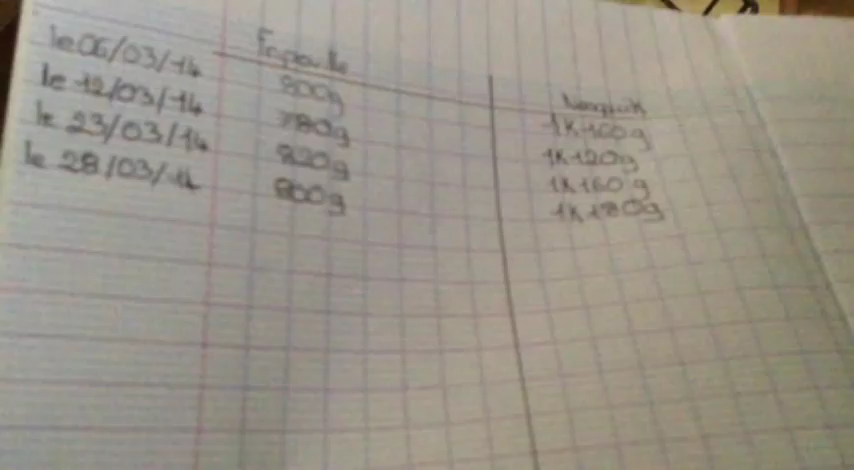 le 06/03/14 800g 1K100g
le 12/03/14 780g 1K120g
le 23/03/14 820g 1K160g
le 28/03/14 800g 1K180g